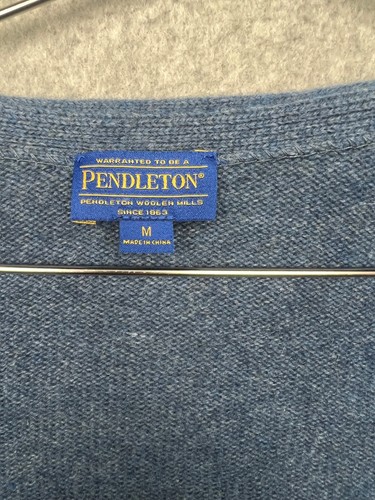 WARRANTED TO BE A
PENDLETON®
PENDLETON WOOLEN MILLS
SINCE 1863
M
MADE IN CHINA